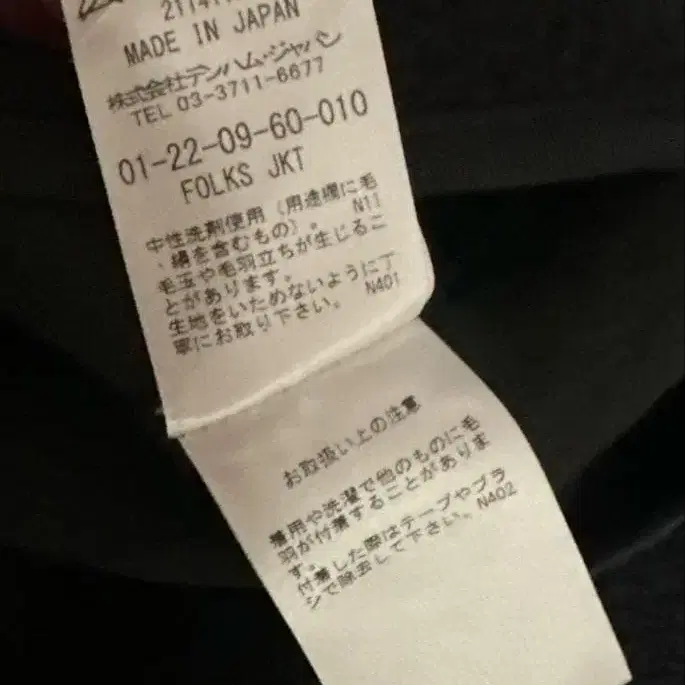 MADE IN JAPAN
株式会社デンハム・ジャパン
TEL 03-3711-6677
01-22-09-60-010
FOLKS JKT
中性洗剤使用(用途欄に毛
N11
、絹を含むもの)。
毛玉や毛羽立ちが生じるこ
とがあります。
生地をいためないように丁
N401
寧にお取り下さい。
お取扱い上の注意
着用や洗濯で他のものに毛
羽が付着することがありま
す。
付着した際はテープやブラ
シで除去して下さい。 N402